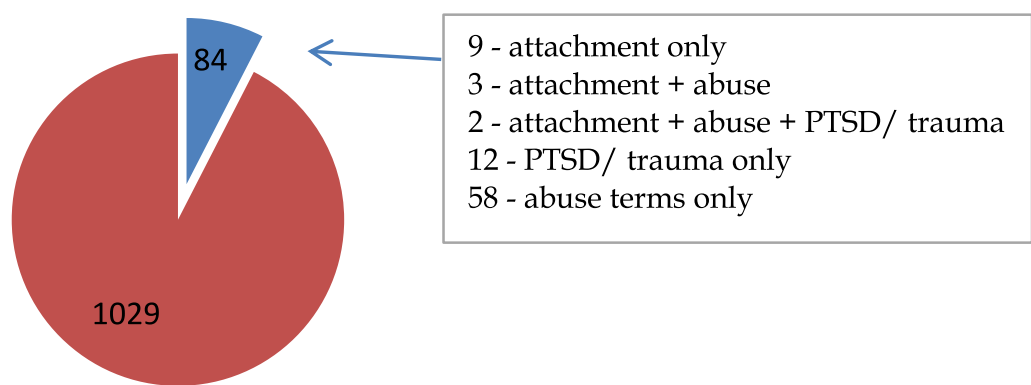 84
1029
9 - attachment only
3 - attachment + abuse
2 - attachment + abuse + PTSD/ trauma
12 - PTSD/ trauma only
58 - abuse terms only